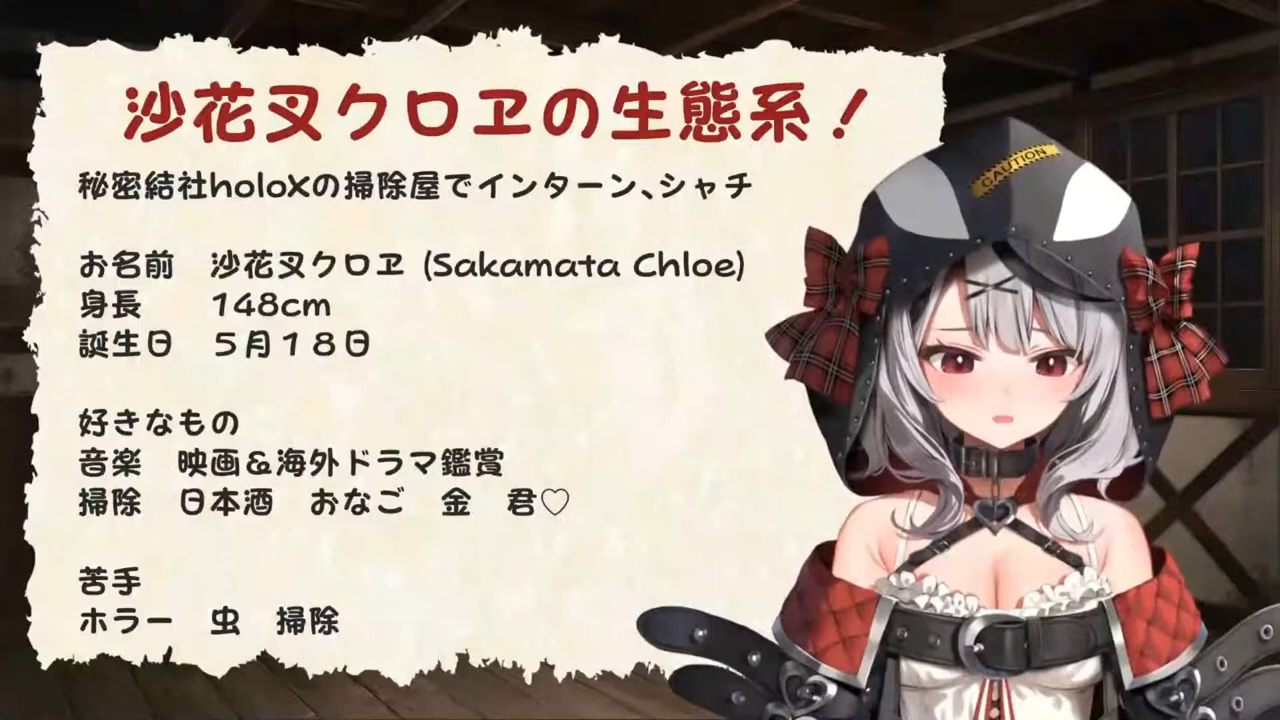 沙花叉クロヱの生態系！
秘密結社holoXの掃除屋でインターン、シャチ
お名前　沙花叉クロヱ (Sakamata Chloe)
身長　　148cm
誕生日　５月１８日
好きなもの
音楽　映画＆海外ドラマ鑑賞
掃除　日本酒　おなご　金　君♡
苦手
ホラー　虫　掃除
CAUTION